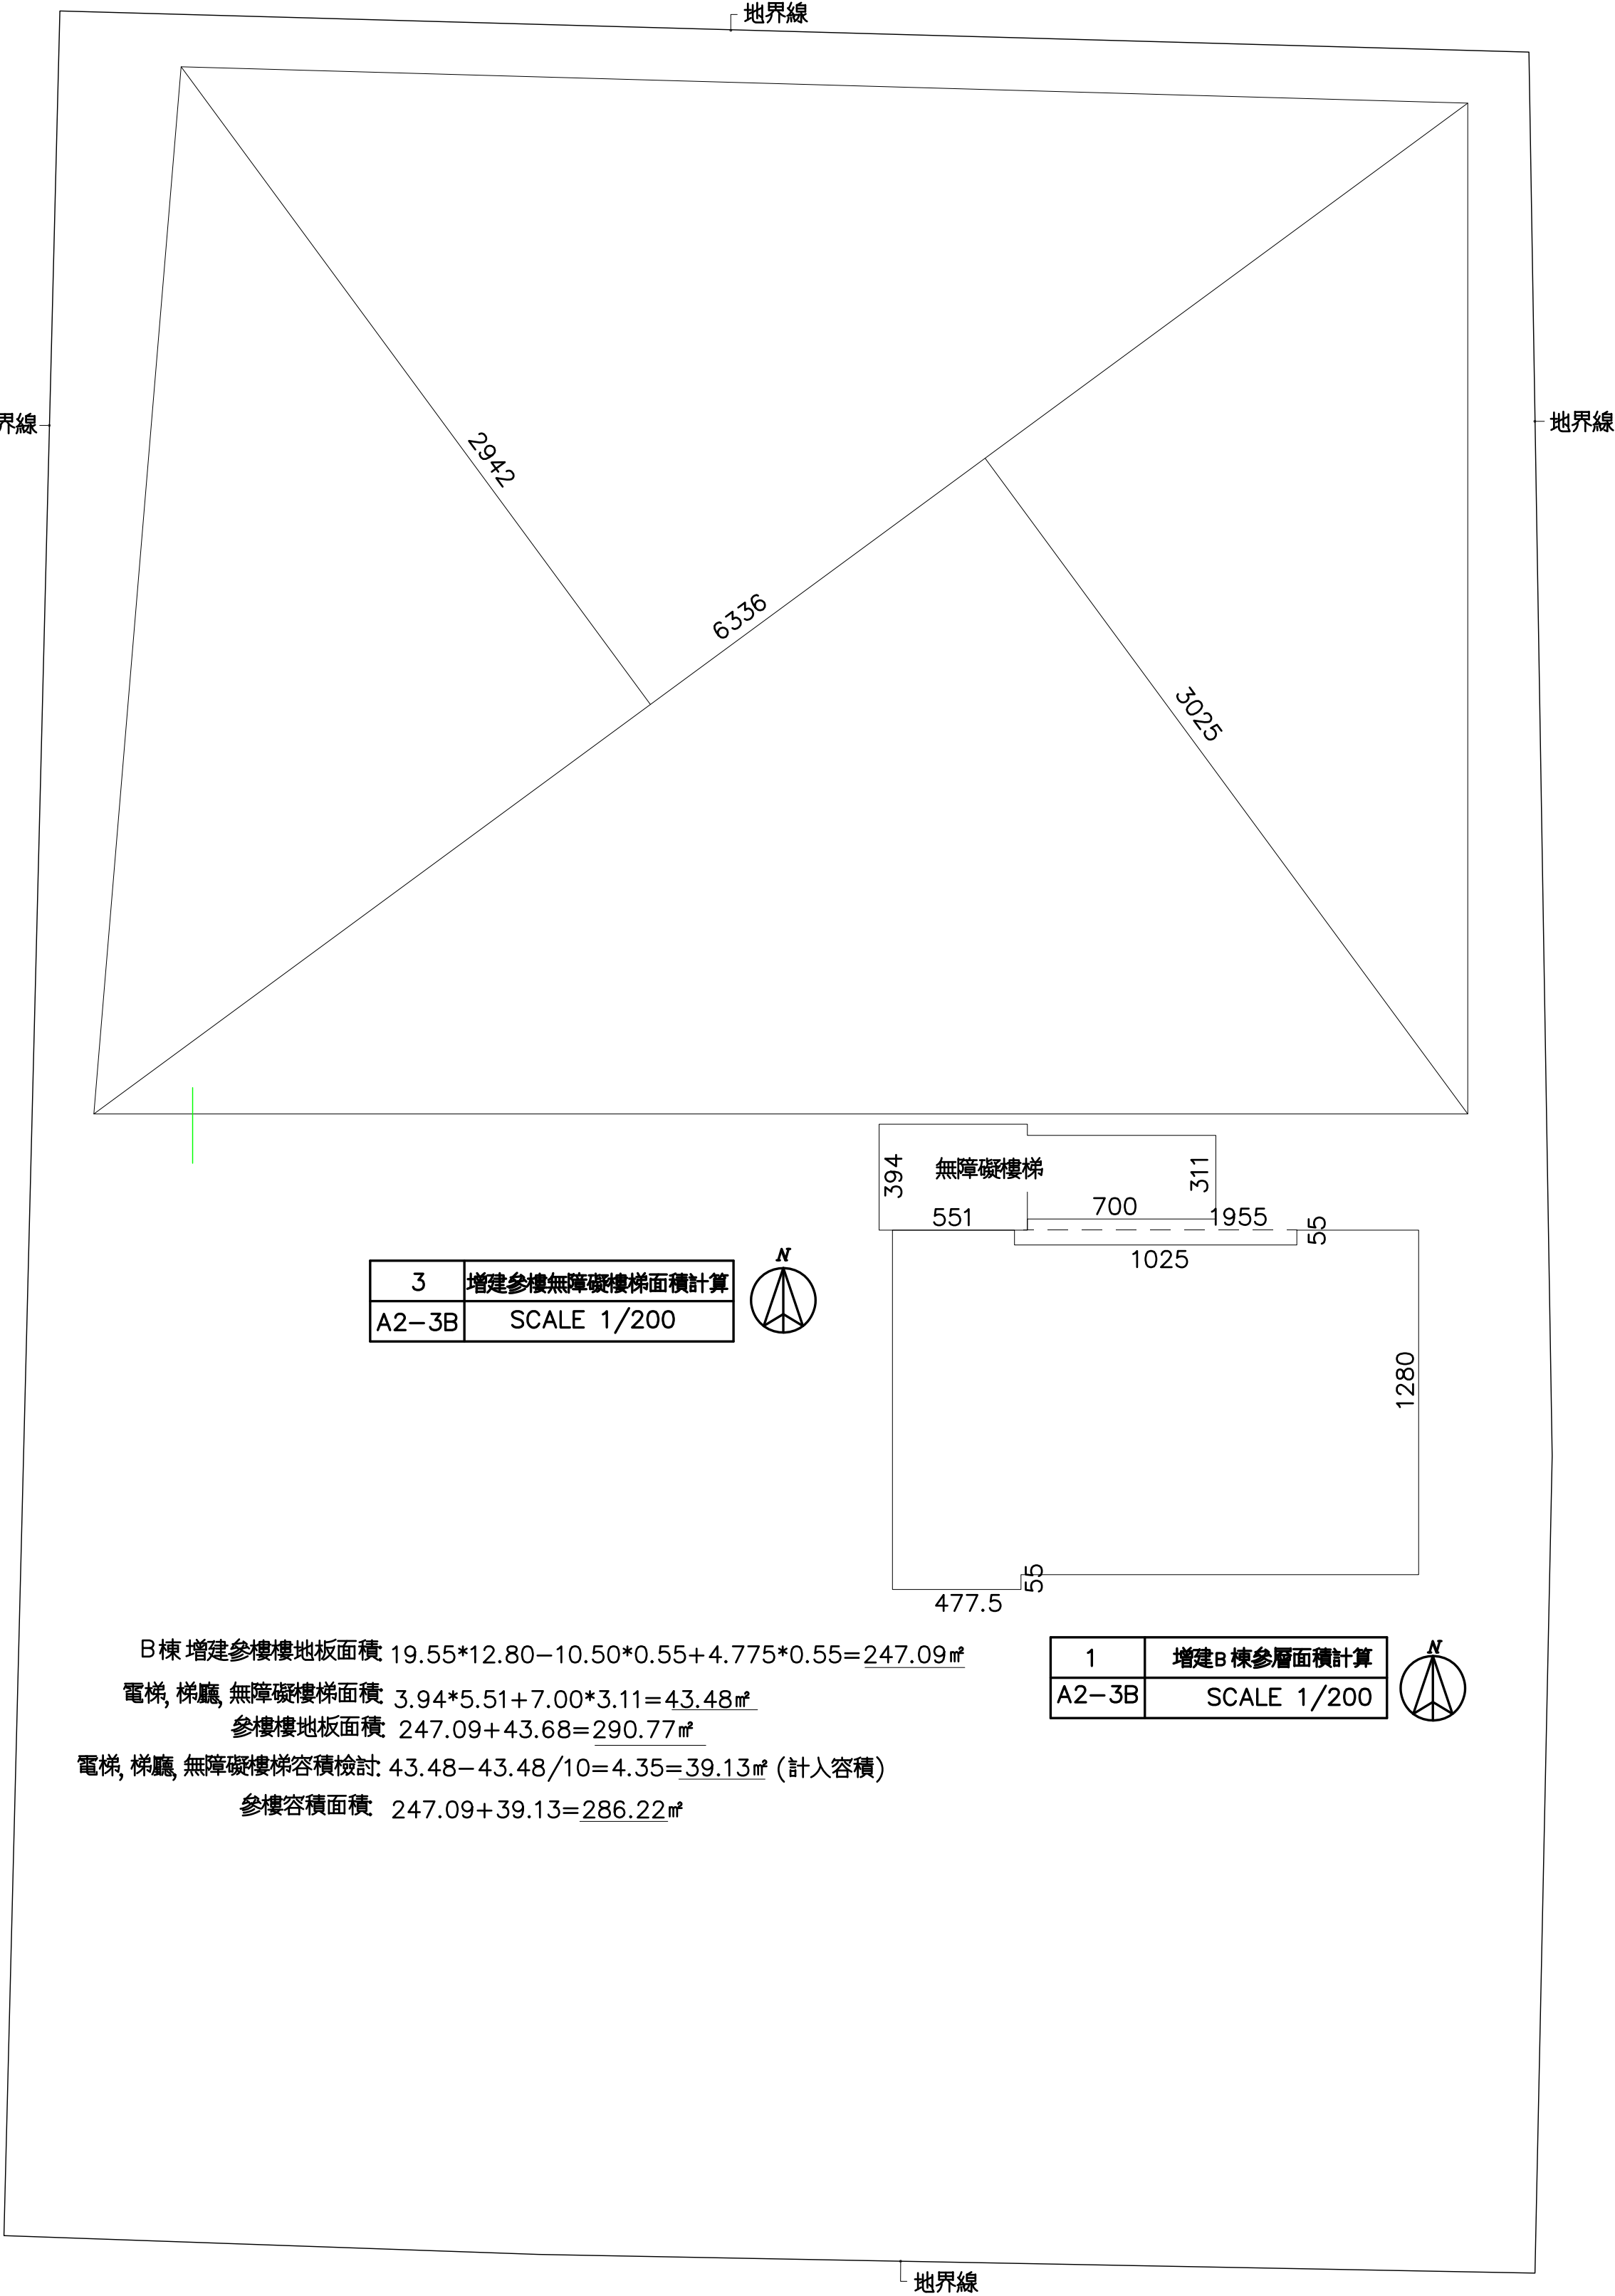 地界線
界線
地界線
2942
6336
3025
394
無障礙樓梯
311
551
700
1955
55
1025
N
3
增建參樓無障礙樓梯面積計算
A2-3B
SCALE 1/200
1280
55
477.5
B棟 增建參樓樓地板面積: 19.55*12.80-10.50*0.55+4.775*0.55=247.09㎡
電梯, 梯廳, 無障礙樓梯面積: 3.94*5.51+7.00*3.11=43.48㎡
參樓樓地板面積: 247.09+43.68=290.77㎡
電梯, 梯廳, 無障礙樓梯容積檢討: 43.48-43.48/10=4.35=39.13㎡ (計入容積)
參樓容積面積: 247.09+39.13=286.22㎡
1
增建B棟參層面積計算
A2-3B
SCALE 1/200
N
地界線